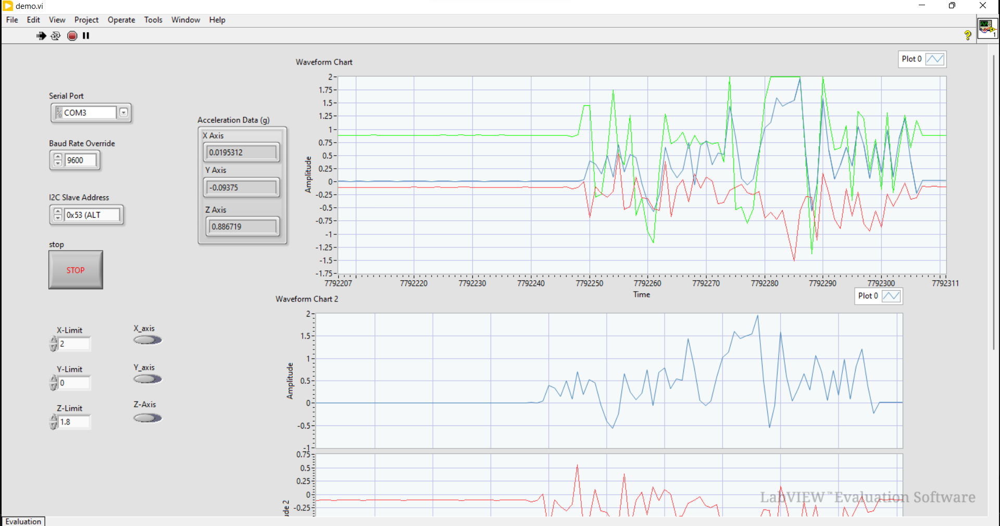 demo.vi
File Edit View Project Operate Tools Window Help
?
1
Waveform Chart
Plot 0
Serial Port
COM3
Baud Rate Override
9600
I2C Slave Address
0x53 (ALT
stop
STOP
Acceleration Data (g)
X Axis
0.0195312
Y Axis
-0.09375
Z Axis
0.886719
Amplitude
2
1.75
1.5
1.25
1
0.75
0.5
0.25
0
-0.25
-0.5
-0.75
-1
-1.25
-1.5
-1.75
7792207 7792220 7792230 7792240 7792250 7792260 7792270 7792280 7792290 7792300 7792311
Time
Waveform Chart 2
Plot 0
X-Limit
2
X_axis
Y-Limit
0
Y_axis
Z-Limit
1.8
Z-Axis
Amplitude
2
1.5
1
0.5
0
-0.5
-1
0.75
0.5
0.25
0
-0.25
ude 2
LabVIEW™ Evaluation Software
Evaluation